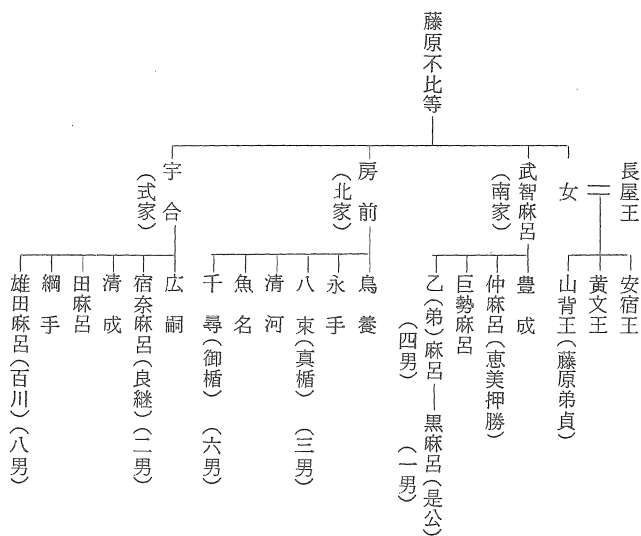 藤原不比等
長屋王
女
武智麻呂
(南家)
房前
(北家)
宇合
(式家)
安宿王
黄文王
山背王(藤原弟貞)
豊成
仲麻呂(恵美押勝)
巨勢麻呂
乙(弟)麻呂―黒麻呂(是公)
(四男)(一男)
鳥養
永手
八束(真楯)(三男)
清河
魚名
千尋(御楯)(六男)
広嗣
宿奈麻呂(良継)(二男)
清成
田麻呂
綱手
雄田麻呂(百川)(八男)